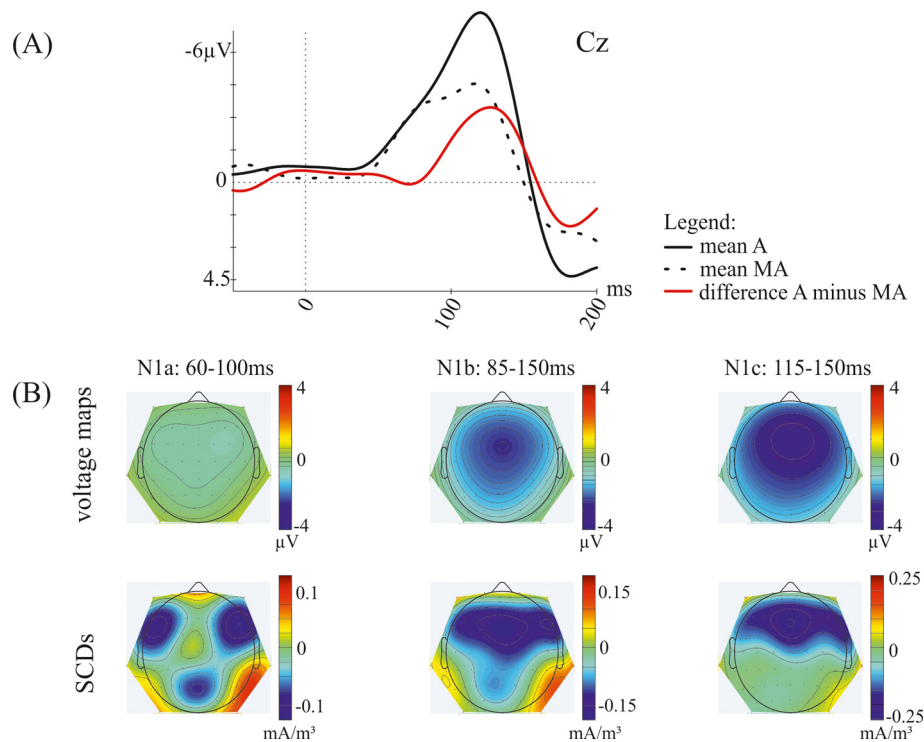 (A)
Cz
-6µV
0
4.5
0
100
200
ms
Legend:
mean A
mean MA
difference A minus MA
(B)
N1a: 60-100ms
N1b: 85-150ms
N1c: 115-150ms
voltage maps
4
0
-4
µV
4
0
-4
µV
4
0
-4
µV
SCDs
0.1
0
-0.1
mA/m³
0.15
0
-0.15
mA/m³
0.25
0
-0.25
mA/m³